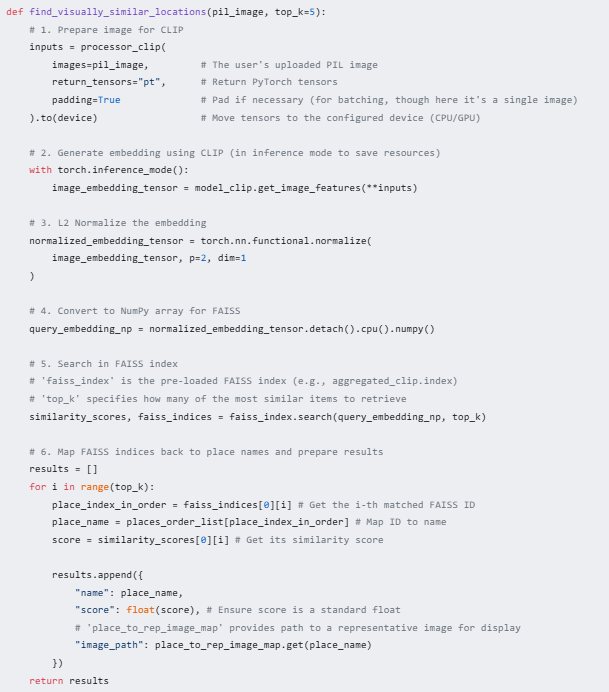 def find_visually_similar_locations(pil_image, top_k=5):
    # 1. Prepare image for CLIP
    inputs = processor_clip(
        images=pil_image,         # The user's uploaded PIL image
        return_tensors="pt",      # Return PyTorch tensors
        padding=True              # Pad if necessary (for batching, though here it's a single image)
    ).to(device)                  # Move tensors to the configured device (CPU/GPU)

    # 2. Generate embedding using CLIP (in inference mode to save resources)
    with torch.inference_mode():
        image_embedding_tensor = model_clip.get_image_features(**inputs)

    # 3. L2 Normalize the embedding
    normalized_embedding_tensor = torch.nn.functional.normalize(
        image_embedding_tensor, p=2, dim=1
    )

    # 4. Convert to NumPy array for FAISS
    query_embedding_np = normalized_embedding_tensor.detach().cpu().numpy()

    # 5. Search in FAISS index
    # 'faiss_index' is the pre-loaded FAISS index (e.g., aggregated_clip.index)
    # 'top_k' specifies how many of the most similar items to retrieve
    similarity_scores, faiss_indices = faiss_index.search(query_embedding_np, top_k)

    # 6. Map FAISS indices back to place names and prepare results
    results = []
    for i in range(top_k):
        place_index_in_order = faiss_indices[0][i] # Get the i-th matched FAISS ID
        place_name = places_order_list[place_index_in_order] # Map ID to name
        score = similarity_scores[0][i] # Get its similarity score

        results.append({
            "name": place_name,
            "score": float(score), # Ensure score is a standard float
            # 'place_to_rep_image_map' provides path to a representative image for display
            "image_path": place_to_rep_image_map.get(place_name)
        })
    return results